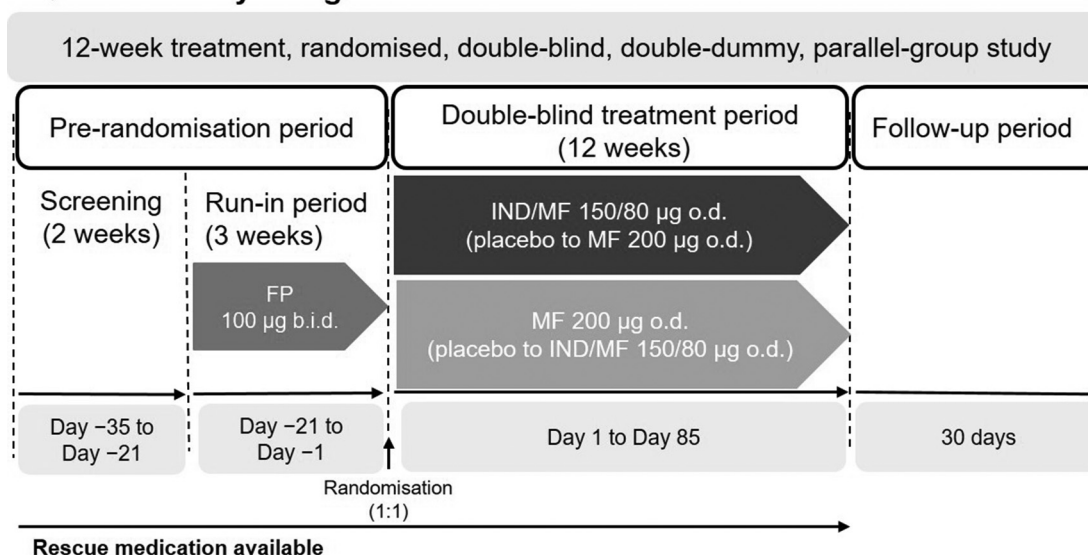 12-week treatment, randomised, double-blind, double-dummy, parallel-group study
Pre-randomisation period
Double-blind treatment period
(12 weeks)
Follow-up period
Screening
(2 weeks)
Run-in period
(3 weeks)
FP
100 µg b.i.d.
IND/MF 150/80 µg o.d.
(placebo to MF 200 µg o.d.)
MF 200 µg o.d.
(placebo to IND/MF 150/80 µg o.d.)
Day −35 to
Day −21
Day −21 to
Day −1
Day 1 to Day 85
30 days
Randomisation
(1:1)
Rescue medication available